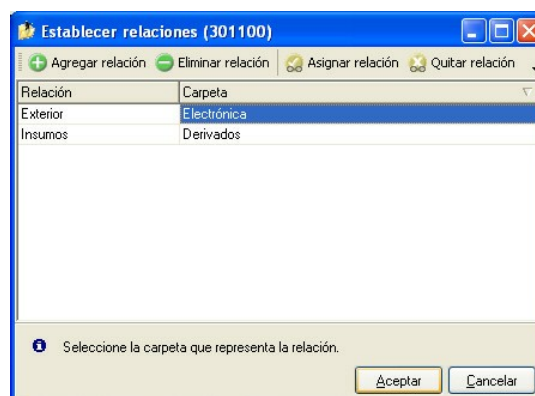 Establecer relaciones (301100)
Agregar relación Eliminar relación Asignar relación Quitar relación
Relación Carpeta
Exterior Electrónica
Insumos Derivados
Seleccione la carpeta que representa la relación.
Aceptar Cancelar